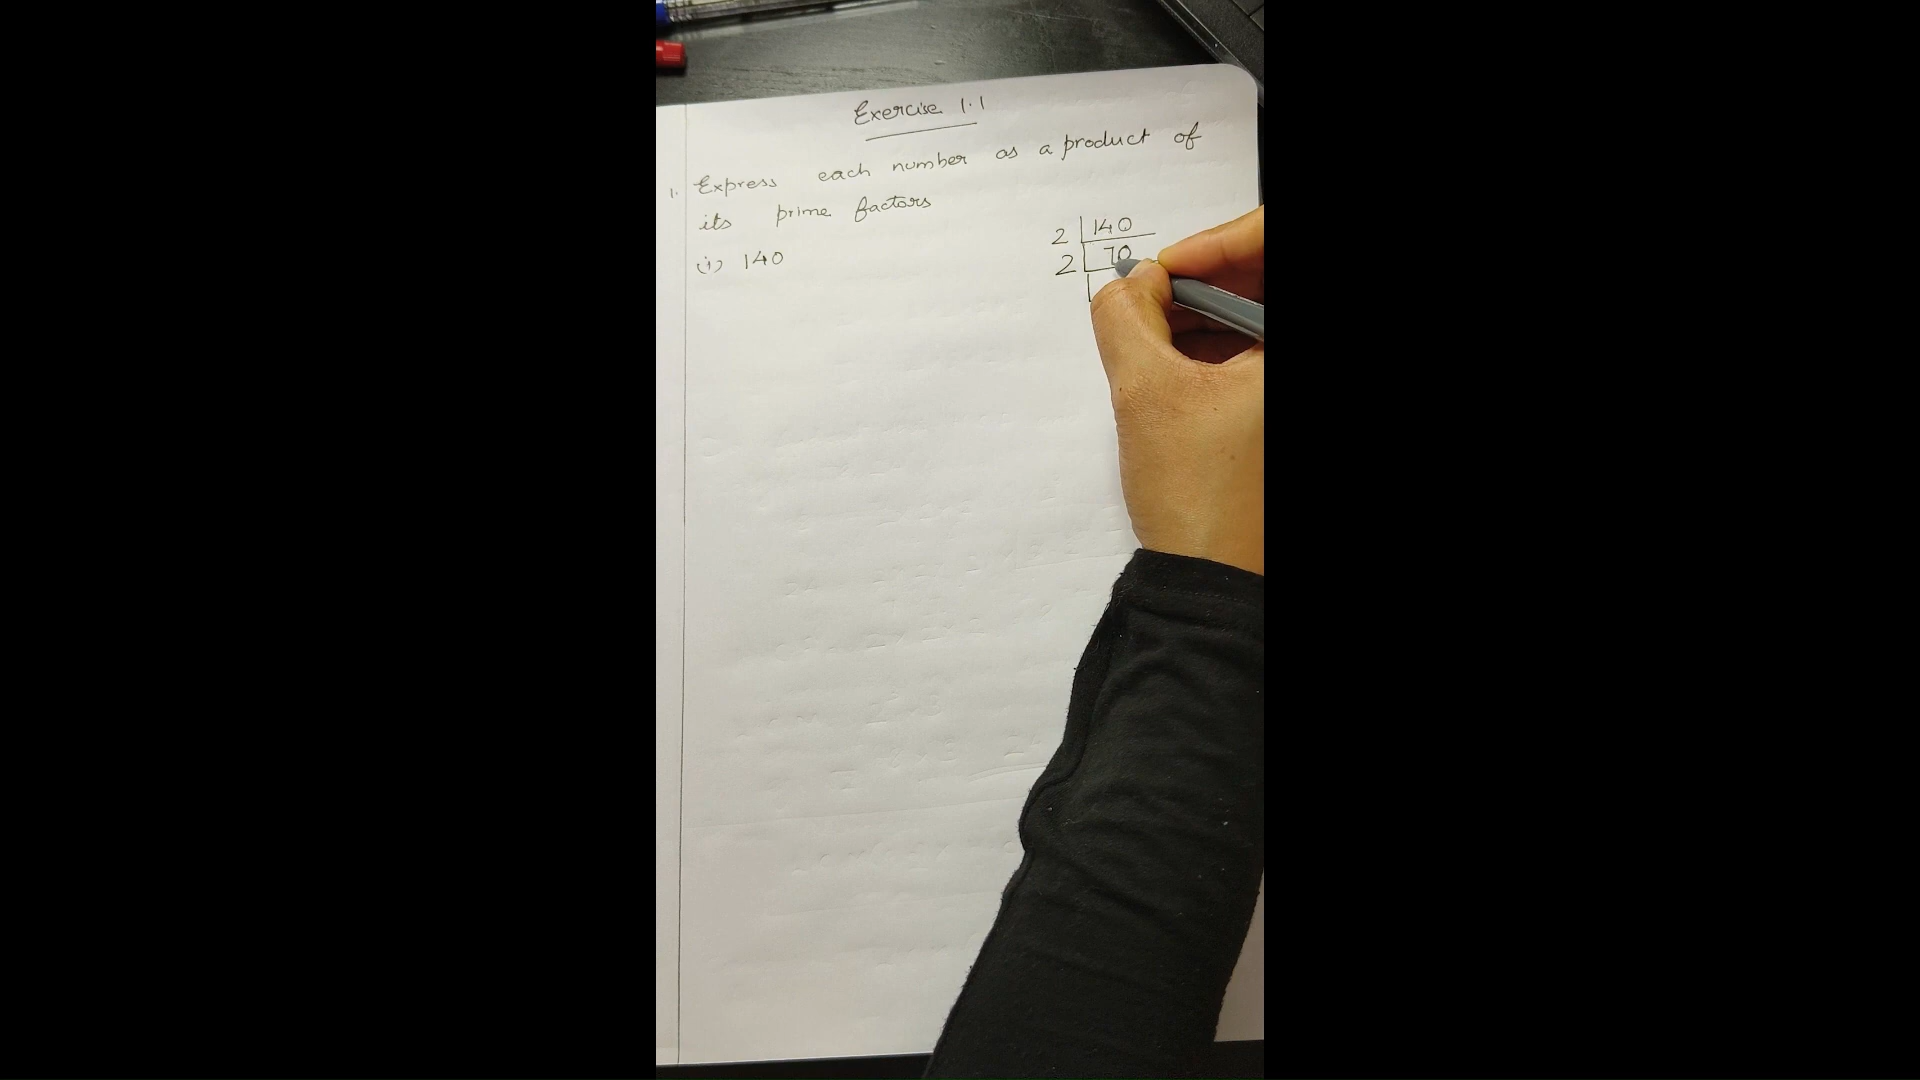 Exercise 1.1
1. Express each number as a product of
its prime factors
(i) 140
2 140
2 70